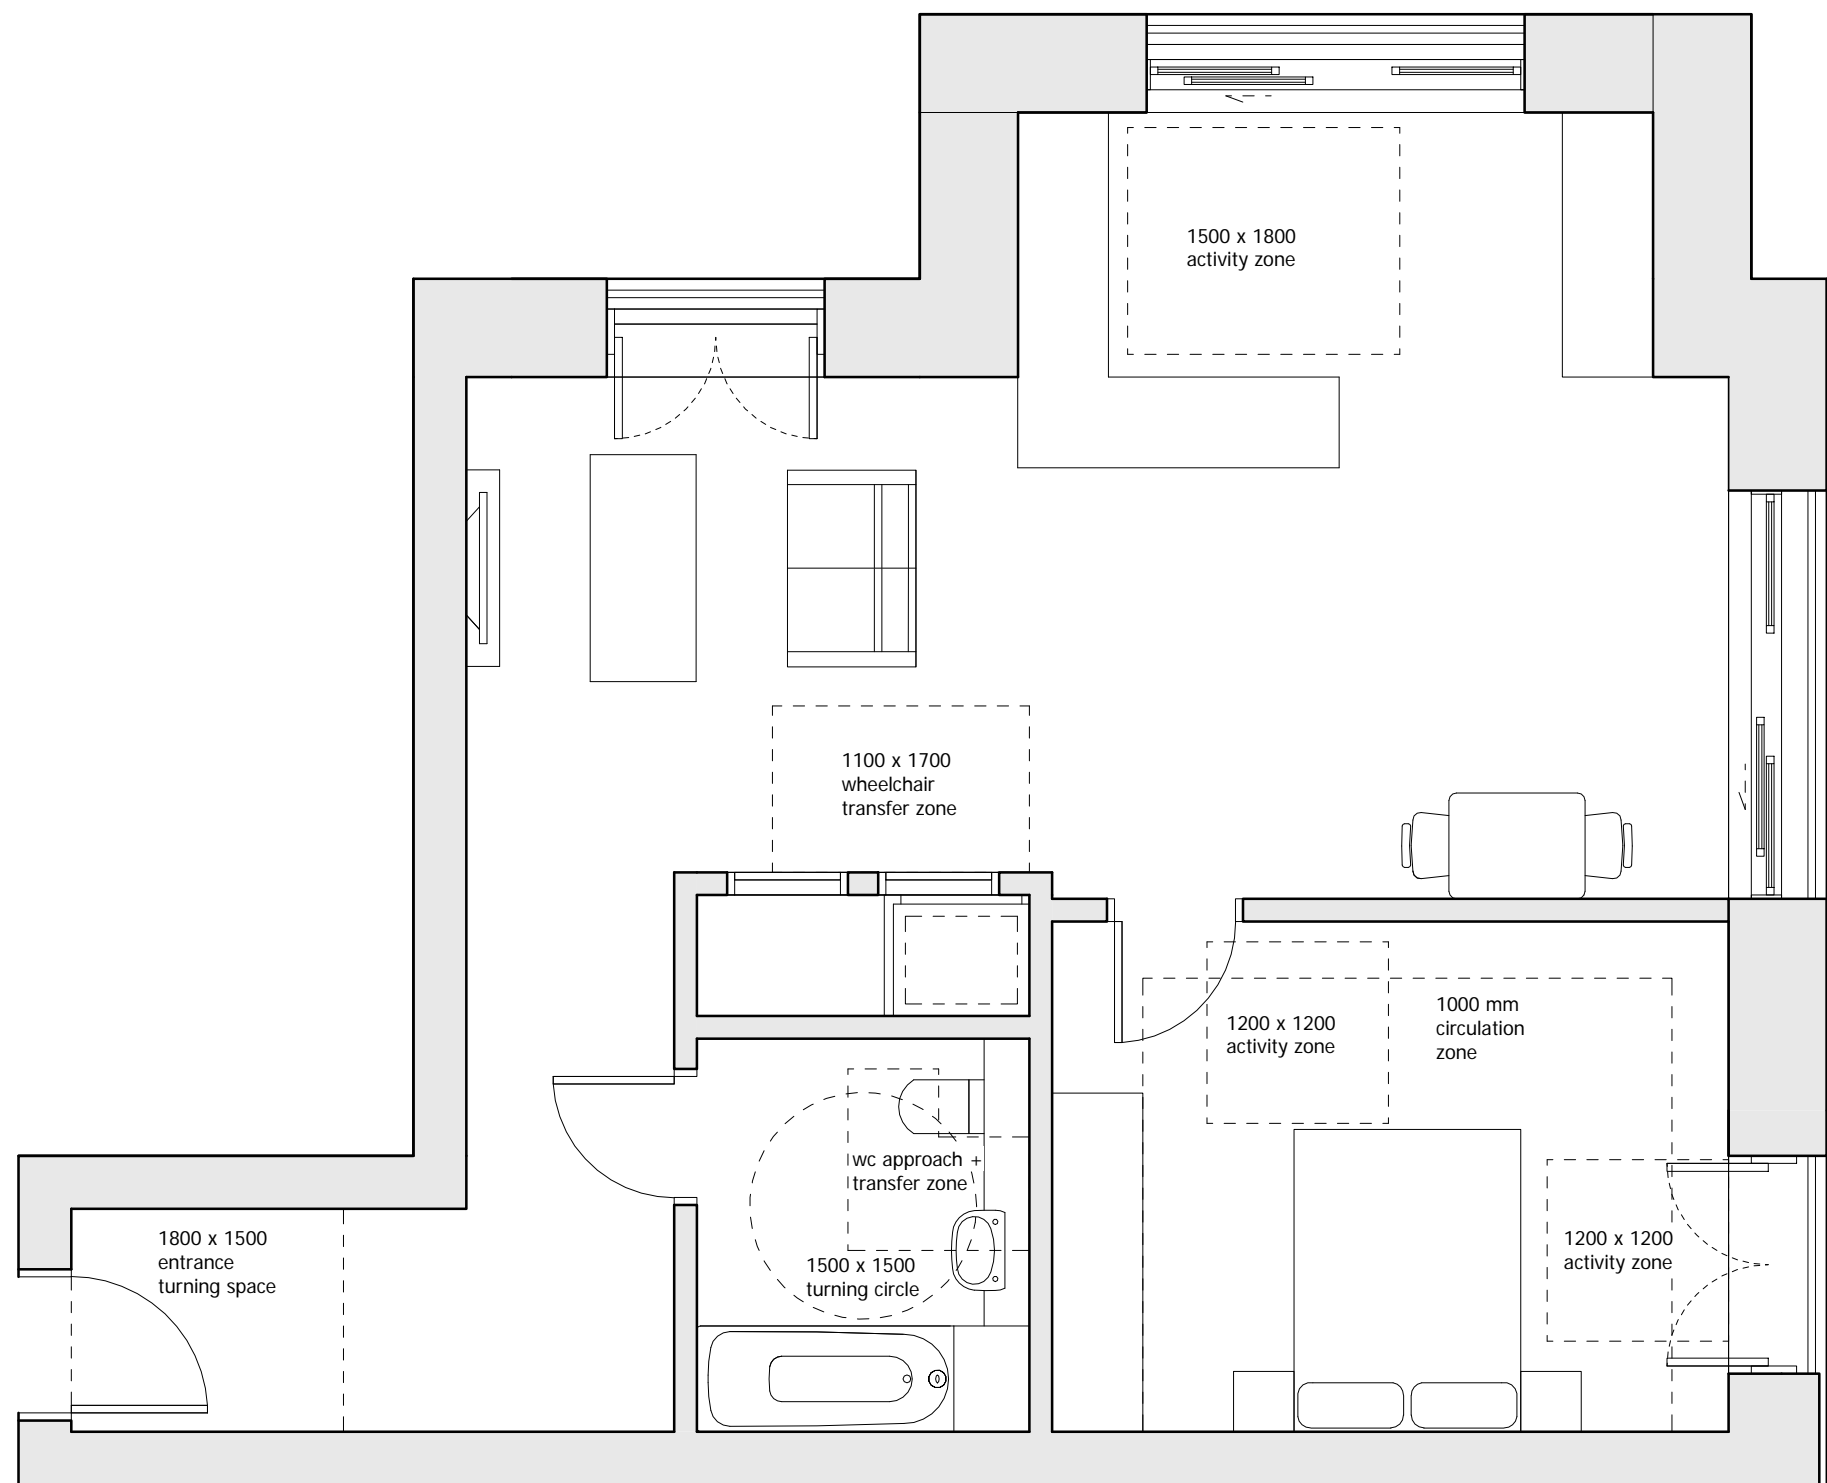 1500 x 1800
activity zone
1100 x 1700
wheelchair
transfer zone
1200 x 1200
activity zone
1000 mm
circulation
zone
wc approach +
transfer zone
1800 x 1500
entrance
turning space
1500 x 1500
turning circle
1200 x 1200
activity zone